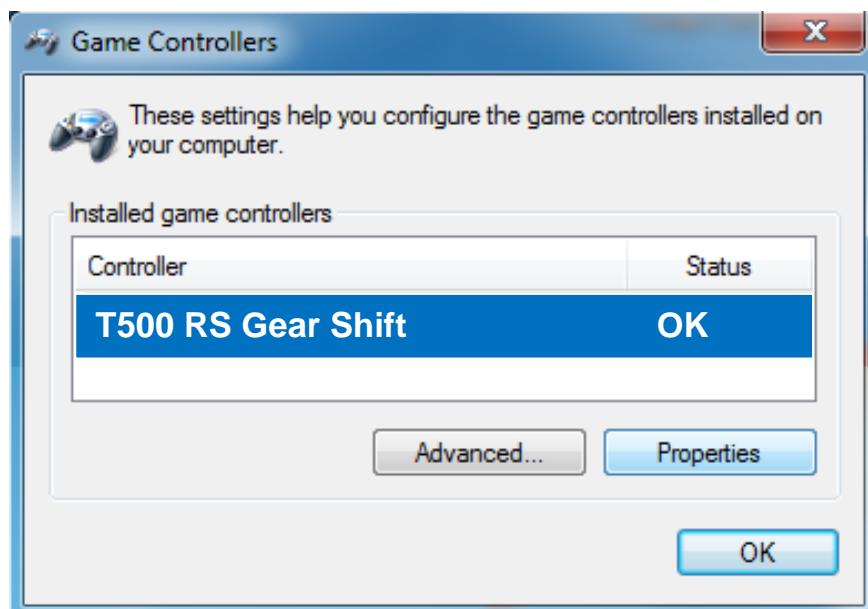 Game Controllers
These settings help you configure the game controllers installed on
your computer.
Installed game controllers
Controller Status
T500 RS Gear Shift OK
Advanced... Properties
OK